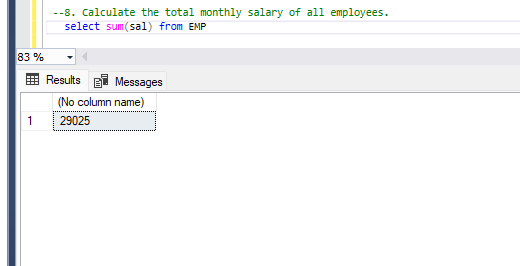 --8. Calculate the total monthly salary of all employees.
select sum(sal) from EMP
83 %
Results Messages
(No column name)
1 29025